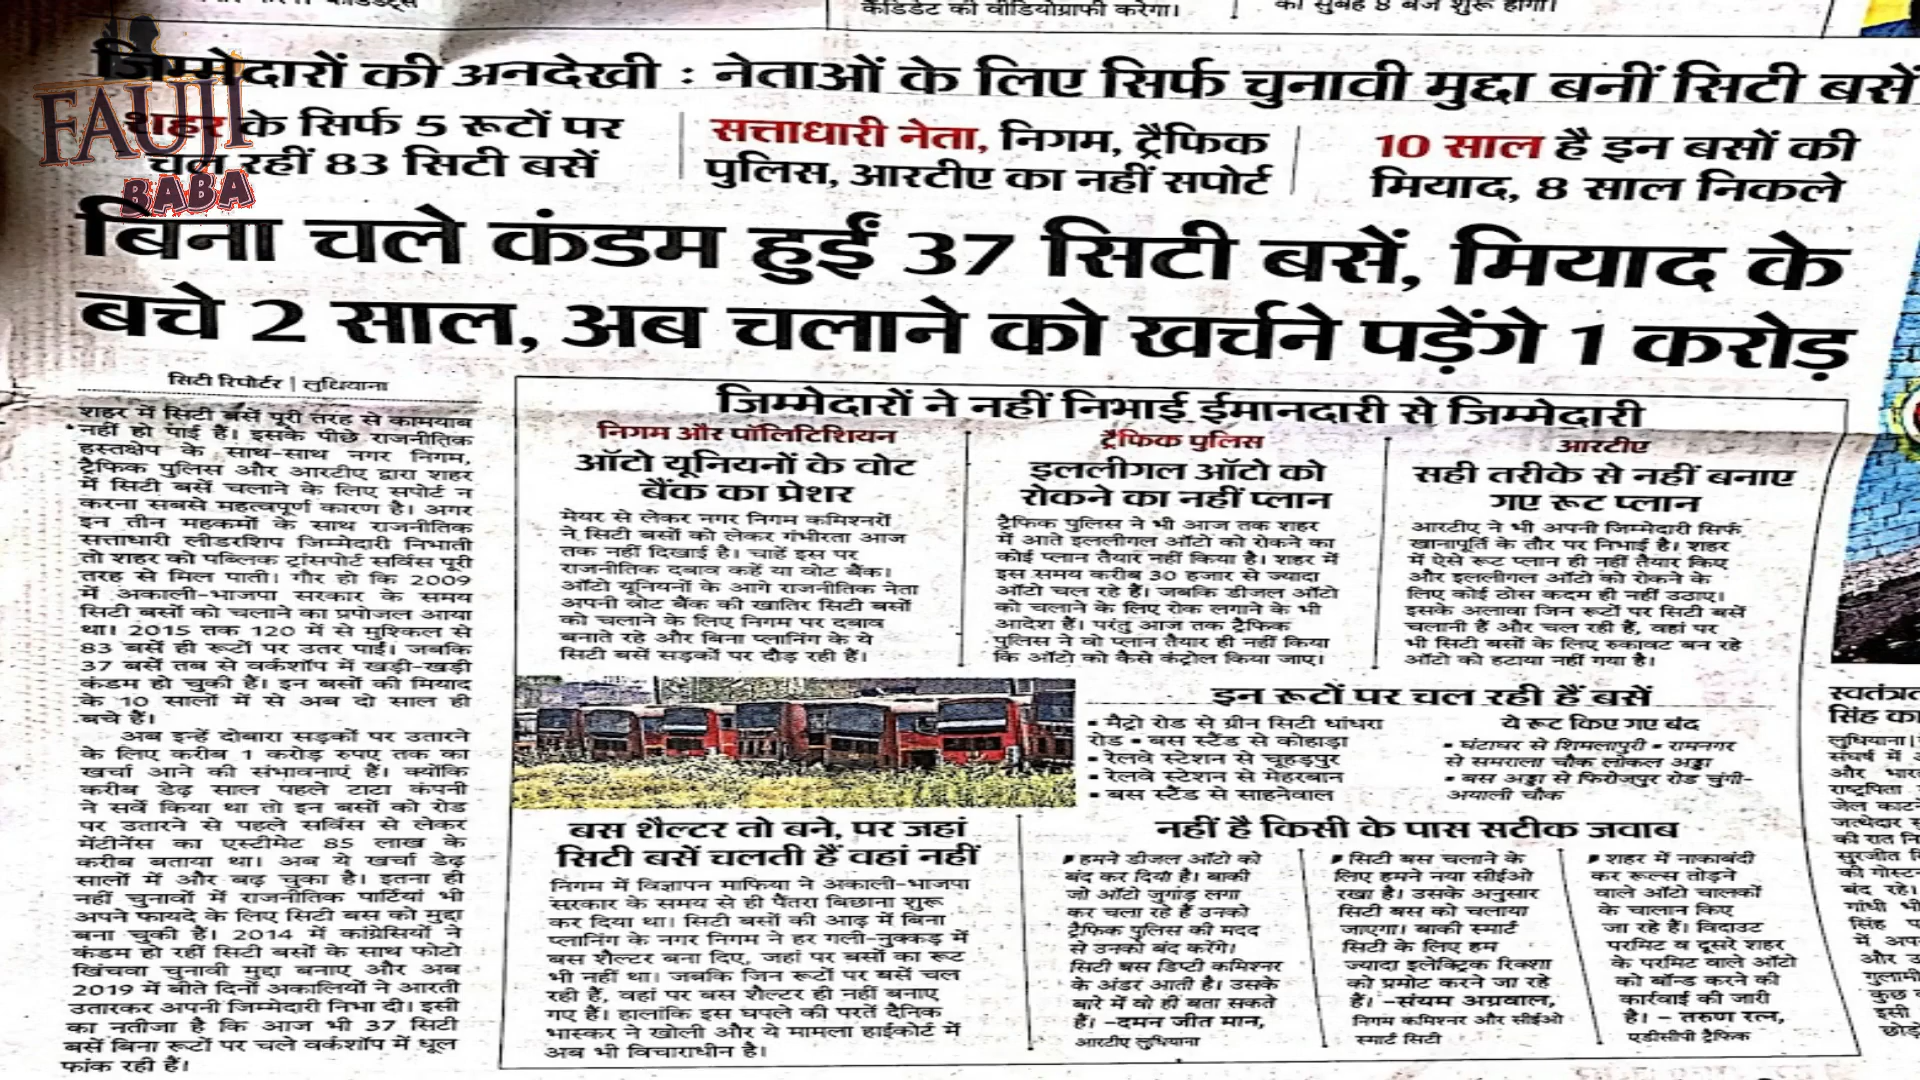 कैंडिडेट की वीडियोग्राफी करेगा।
की सुबह 8 बजे शुरू होगी।
जिम्मेदारों की अनदेखी : नेताओं के लिए सिर्फ चुनावी मुद्दा बनीं सिटी बसें
FAUJI
BABA
शहर के सिर्फ 5 रूटों पर
चल रहीं 83 सिटी बसें
सत्ताधारी नेता, निगम, ट्रैफिक
पुलिस, आरटीए का नहीं सपोर्ट
10 साल है इन बसों की
मियाद, 8 साल निकले
बिना चले कंडम हुईं 37 सिटी बसें, मियाद के
बचे 2 साल, अब चलाने को खर्चने पड़ेंगे 1 करोड़
सिटी रिपोर्टर | लुधियाना
शहर में सिटी बसें पूरी तरह से कामयाब
नहीं हो पाई हैं। इसके पीछे राजनीतिक
हस्तक्षेप के साथ-साथ नगर निगम,
ट्रैफिक पुलिस और आरटीए द्वारा शहर
में सिटी बसें चलाने के लिए सपोर्ट न
करना सबसे महत्वपूर्ण कारण है। अगर
इन तीन महकमों के साथ राजनीतिक
सत्ताधारी लीडरशिप जिम्मेदारी निभाती
तो शहर को पब्लिक ट्रांसपोर्ट सर्विस पूरी
तरह से मिल पाती। गौर हो कि 2009
में अकाली-भाजपा सरकार के समय
सिटी बसों को चलाने का प्रपोजल आया
था। 2015 तक 120 में से मुश्किल से
83 बसें ही रूटों पर उतर पाईं। जबकि
37 बसें तब से वर्कशॉप में खड़ी-खड़ी
कंडम हो चुकी हैं। इन बसों की मियाद
के 10 सालों में से अब दो साल ही
बचे हैं।
अब इन्हें दोबारा सड़कों पर उतारने
के लिए करीब 1 करोड़ रुपए तक का
खर्चा आने की संभावनाएं हैं। क्योंकि
करीब डेढ़ साल पहले टाटा कंपनी
ने सर्वे किया था तो इन बसों को रोड
पर उतारने से पहले सर्विस से लेकर
मेंटीनेंस का एस्टीमेट 85 लाख के
करीब बताया था। अब ये खर्चा डेढ़
सालों में और बढ़ चुका है। इतना ही
नहीं चुनावों में राजनीतिक पार्टियां भी
अपने फायदे के लिए सिटी बस को मुद्दा
बना चुकी हैं। 2014 में कांग्रेसियों ने
कंडम हो रहीं सिटी बसों के साथ फोटो
खिंचवा चुनावी मुद्दा बनाए और अब
2019 में बीते दिनों अकालियों ने आरती
उतारकर अपनी जिम्मेदारी निभा दी। इसी
का नतीजा है कि आज भी 37 सिटी
बसें बिना रूटों पर चले वर्कशॉप में धूल
फांक रही हैं।
जिम्मेदारों ने नहीं निभाई ईमानदारी से जिम्मेदारी
निगम और पॉलिटिशियन
ऑटो यूनियनों के वोट
बैंक का प्रेशर
मेयर से लेकर नगर निगम कमिश्नरों
ने सिटी बसों को लेकर गंभीरता आज
तक नहीं दिखाई है। चाहें इस पर
राजनीतिक दबाव कहें या वोट बैंक।
ऑटो यूनियनों के आगे राजनीतिक नेता
अपनी वोट बैंक की खातिर सिटी बसों
को चलाने के लिए निगम पर दबाव
बनाते रहे और बिना प्लानिंग के ये
सिटी बसें सड़कों पर दौड़ रही हैं।
ट्रैफिक पुलिस
इललीगल ऑटो को
रोकने का नहीं प्लान
ट्रैफिक पुलिस ने भी आज तक शहर
में आते इललीगल ऑटो को रोकने का
कोई प्लान तैयार नहीं किया है। शहर में
इस समय करीब 30 हजार से ज्यादा
ऑटो चल रहे हैं। जबकि डीजल ऑटो
को चलाने के लिए रोक लगाने के भी
आदेश हैं। परंतु आज तक ट्रैफिक
पुलिस ने वो प्लान तैयार ही नहीं किया
कि ऑटो को कैसे कंट्रोल किया जाए।
आरटीए
सही तरीके से नहीं बनाए
गए रूट प्लान
आरटीए ने भी अपनी जिम्मेदारी सिर्फ
खानापूर्ति के तौर पर निभाई है। शहर
में ऐसे रूट प्लान ही नहीं तैयार किए
और इललीगल ऑटो को रोकने के
लिए कोई ठोस कदम ही नहीं उठाए।
इसके अलावा जिन रूटों पर सिटी बसें
चलानी हैं और चल रही हैं, वहां पर
भी सिटी बसों के लिए रुकावट बन रहे
ऑटो को हटाया नहीं गया है।
इन रूटों पर चल रही हैं बसें
▪ मैट्रो रोड से ग्रीन सिटी धांधरा
रोड ▪ बस स्टैंड से कोहाड़ा
▪ रेलवे स्टेशन से चूहड़पुर
▪ रेलवे स्टेशन से मेहरबान
▪ बस स्टैंड से साहनेवाल
ये रूट किए गए बंद
▪ घंटाघर से शिमलापुरी ▪ रामनगर
से समराला चौक लोकल अड्डा
▪ बस अड्डा से फिरोजपुर रोड चुंगी-
अयाली चौक
बस शैल्टर तो बने, पर जहां
सिटी बसें चलती हैं वहां नहीं
निगम में विज्ञापन माफिया ने अकाली-भाजपा
सरकार के समय से ही पैंतरा बिछाना शुरू
कर दिया था। सिटी बसों की आढ़ में बिना
प्लानिंग के नगर निगम ने हर गली-नुक्कड़ में
बस शैल्टर बना दिए, जहां पर बसों का रूट
भी नहीं था। जबकि जिन रूटों पर बसें चल
रही हैं, वहां पर बस शैल्टर ही नहीं बनाए
गए हैं। हालांकि इस घपले की परतें दैनिक
भास्कर ने खोली और ये मामला हाईकोर्ट में
अब भी विचाराधीन है।
नहीं है किसी के पास सटीक जवाब
हमने डीजल ऑटो को
बंद कर दिया है। बाकी
जो ऑटो जुगाड़ लगा
कर चला रहे हैं उनको
ट्रैफिक पुलिस की मदद
से उनको बंद करेंगे।
सिटी बस डिप्टी कमिश्नर
के अंडर आती है। उसके
बारे में वो ही बता सकते
हैं। -दमन जीत मान,
आरटीए लुधियाना
सिटी बस चलाने के
लिए हमने नया सीईओ
रखा है। उसके अनुसार
सिटी बस को चलाया
जाएगा। बाकी स्मार्ट
सिटी के लिए हम
ज्यादा इलेक्ट्रिक रिक्शा
को प्रमोट करने जा रहे
हैं। -संयम अग्रवाल,
निगम कमिश्नर और सीईओ
स्मार्ट सिटी
शहर में नाकाबंदी
कर रूल्स तोड़ने
वाले ऑटो चालकों
के चालान किए
जा रहे हैं। विदाउट
परमिट व दूसरे शहर
के परमिट वाले ऑटो
को बॉन्ड करने की
कार्रवाई की जारी
है। - तरुण रत्न,
एडीसीपी ट्रैफिक
स्वतंत्रत
सिंह का
लुधियाना।
संघर्ष में
और भार
राष्ट्रपिता
जेल काट
जत्थेदार
की रात नि
सुरजीत
की गोस्ट
बंद रहे।
गांधी भी
सिंह प
में अप
और उ
गुलामी
कुछ व
इसी
छोड़े